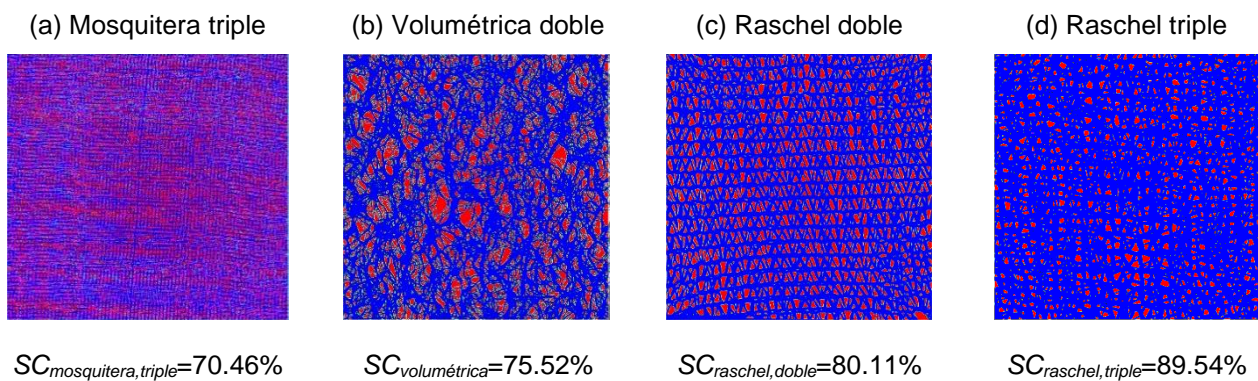 (a) Mosquitera triple (b) Volumétrica doble (c) Raschel doble (d) Raschel triple
SCmosquitera,triple=70.46% SCvolumétrica=75.52% SCraschel,doble=80.11% SCraschel,triple=89.54%